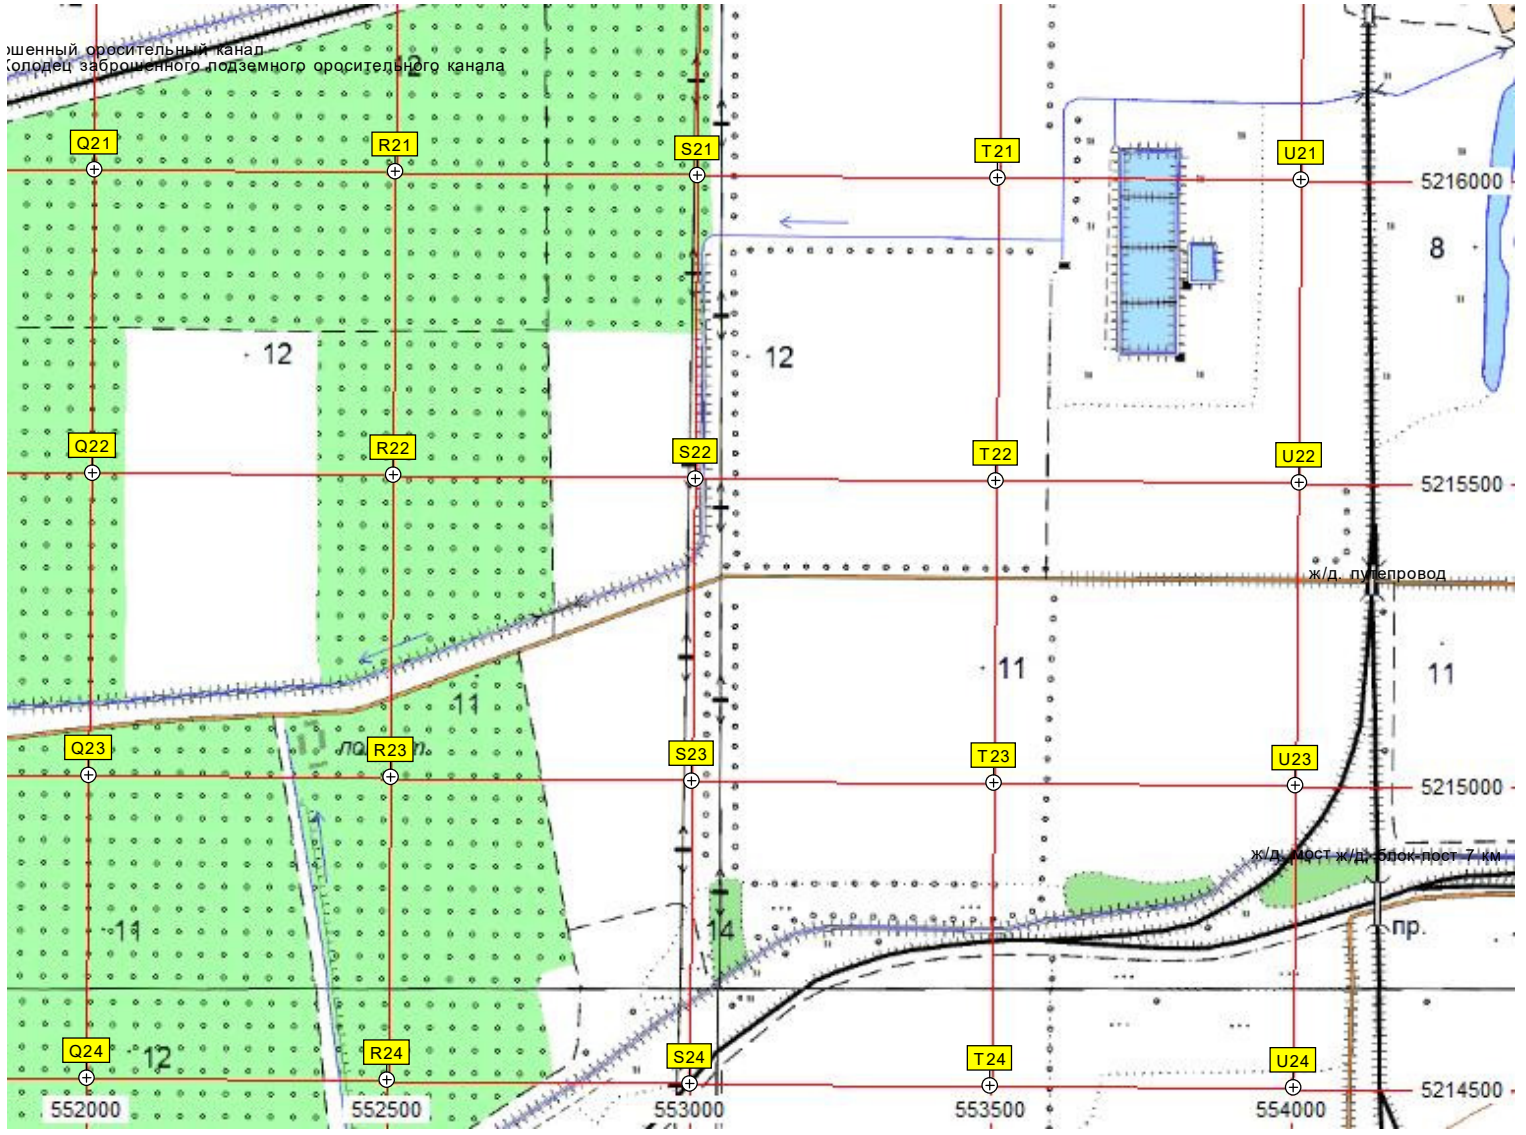 ошенный оросительный канал
Колодец заброшенного подземного оросительного канала
12
Q21
R21
S21
T21
U21
5216000
8
12
12
Q22
R22
S22
T22
U22
5215500
ж/д. путепровод
11
11
11
Q23
R23
S23
T23
U23
5215000
ж/д. мост
ж/д. блок-пост 7 км
11
14
пр.
12
Q24
R24
S24
T24
U24
5214500
552000
552500
553000
553500
554000